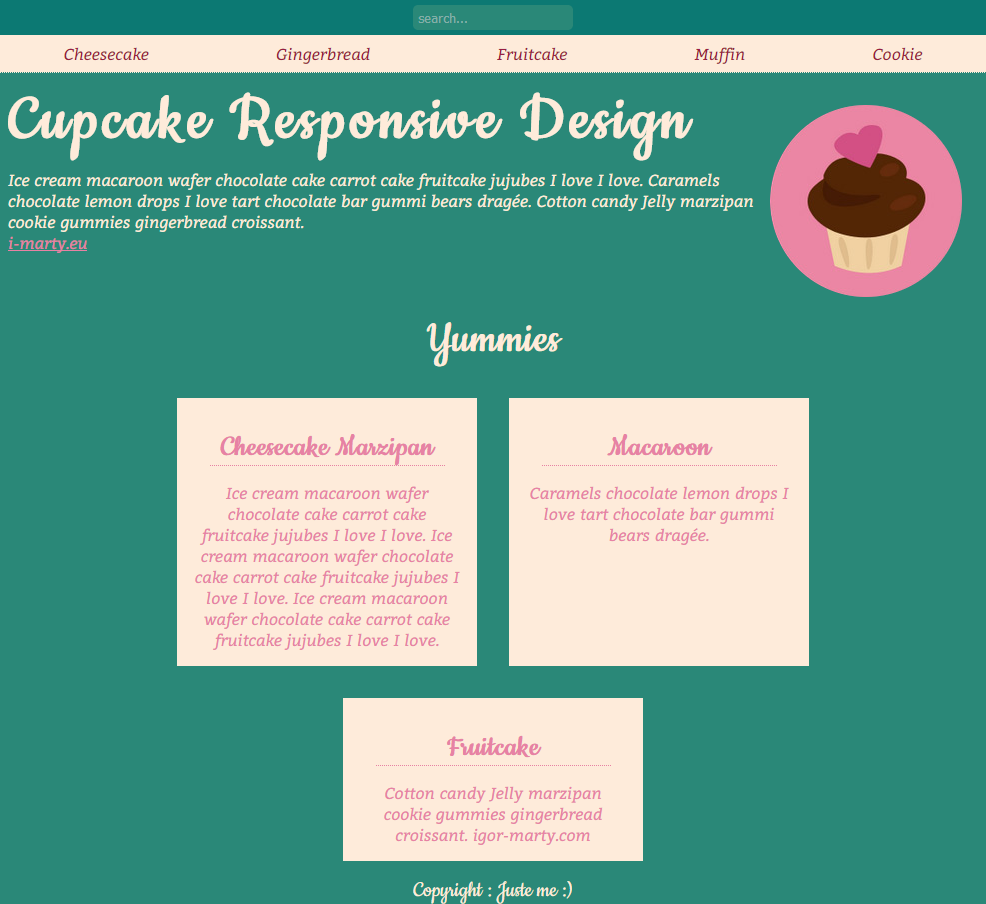 search...
Cheesecake Gingerbread Fruitcake Muffin Cookie
Cupcake Responsive Design
Ice cream macaroon wafer chocolate cake carrot cake fruitcake jujubes I love I love. Caramels
chocolate lemon drops I love tart chocolate bar gummi bears dragée. Cotton candy Jelly marzipan
cookie gummies gingerbread croissant.
i-marty.eu
Yummies
Cheesecake Marzipan
Ice cream macaroon wafer
chocolate cake carrot cake
fruitcake jujubes I love I love. Ice
cream macaroon wafer chocolate
cake carrot cake fruitcake jujubes I
love I love. Ice cream macaroon
wafer chocolate cake carrot cake
fruitcake jujubes I love I love.
Macaroon
Caramels chocolate lemon drops I
love tart chocolate bar gummi
bears dragée.
Fruitcake
Cotton candy Jelly marzipan
cookie gummies gingerbread
croissant. igor-marty.com
Copyright : Juste me :)